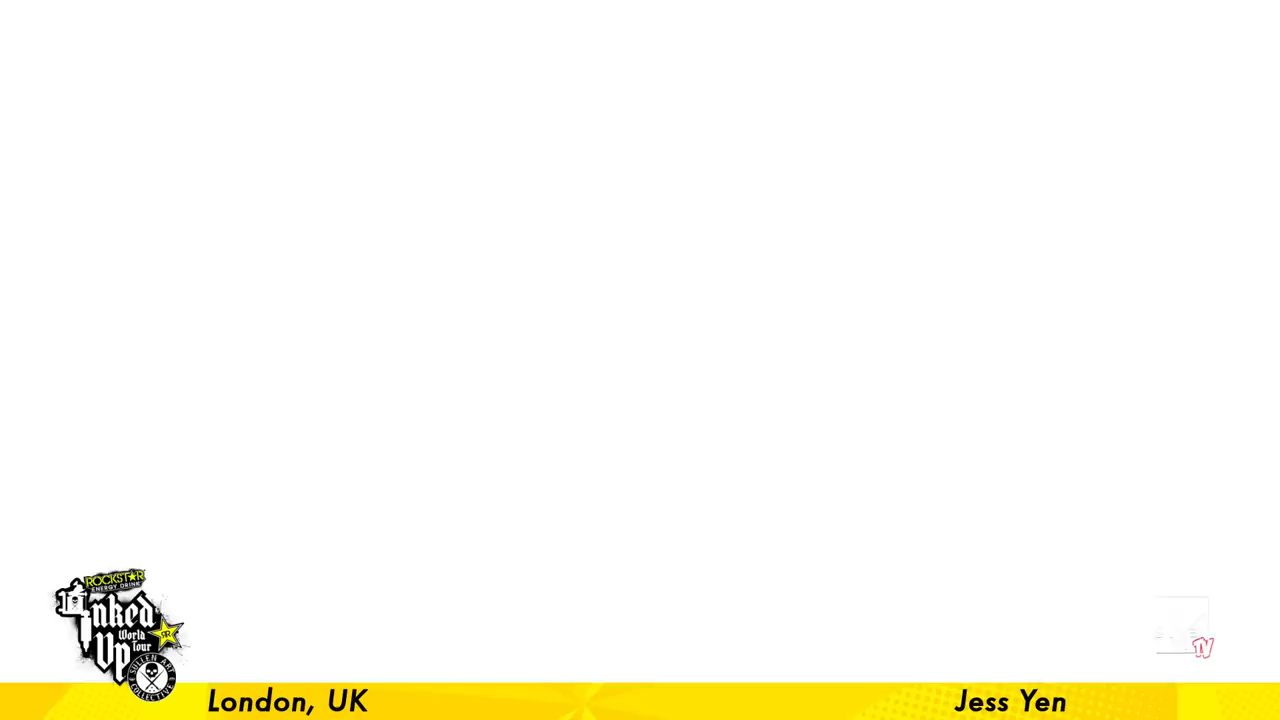 ROCKSTAR
ENERGY DRINK
Inked
World
Up Tour
SULLEN ART
COLLECTIVE
TV
London, UK
Jess Yen